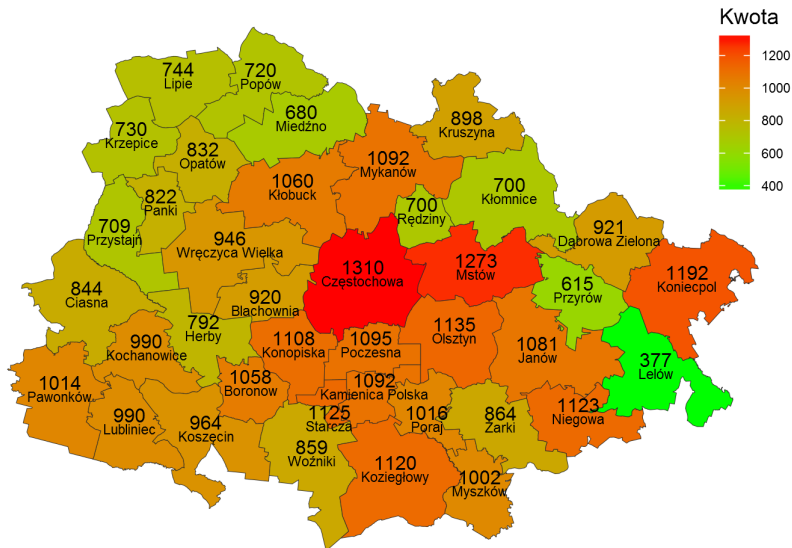 Kwota
1200
1000
800
600
400
744
Lipie
720
Popów
680
Miedźno
898
Kruszyna
730
Krzepice
832
Opatów
1092
Mykanów
1060
Kłobuck
700
Rędziny
700
Kłomnice
822
Panki
709
Przystajń
946
Wręczyca Wielka
921
Dąbrowa Zielona
1310
Częstochowa
1273
Mstów
1192
Koniecpol
844
Ciasna
920
Blachownia
615
Przyrów
792
Herby
990
Kochanowice
1108
Konopiska
1095
Poczesna
1135
Olsztyn
1081
Janów
377
Lelów
1014
Pawonków
1058
Boronów
1092
Kamienica Polska
990
Lubliniec
964
Koszęcin
1125
Starcza
1016
Poraj
864
Żarki
1123
Niegowa
859
Woźniki
1120
Koziegłowy
1002
Myszków